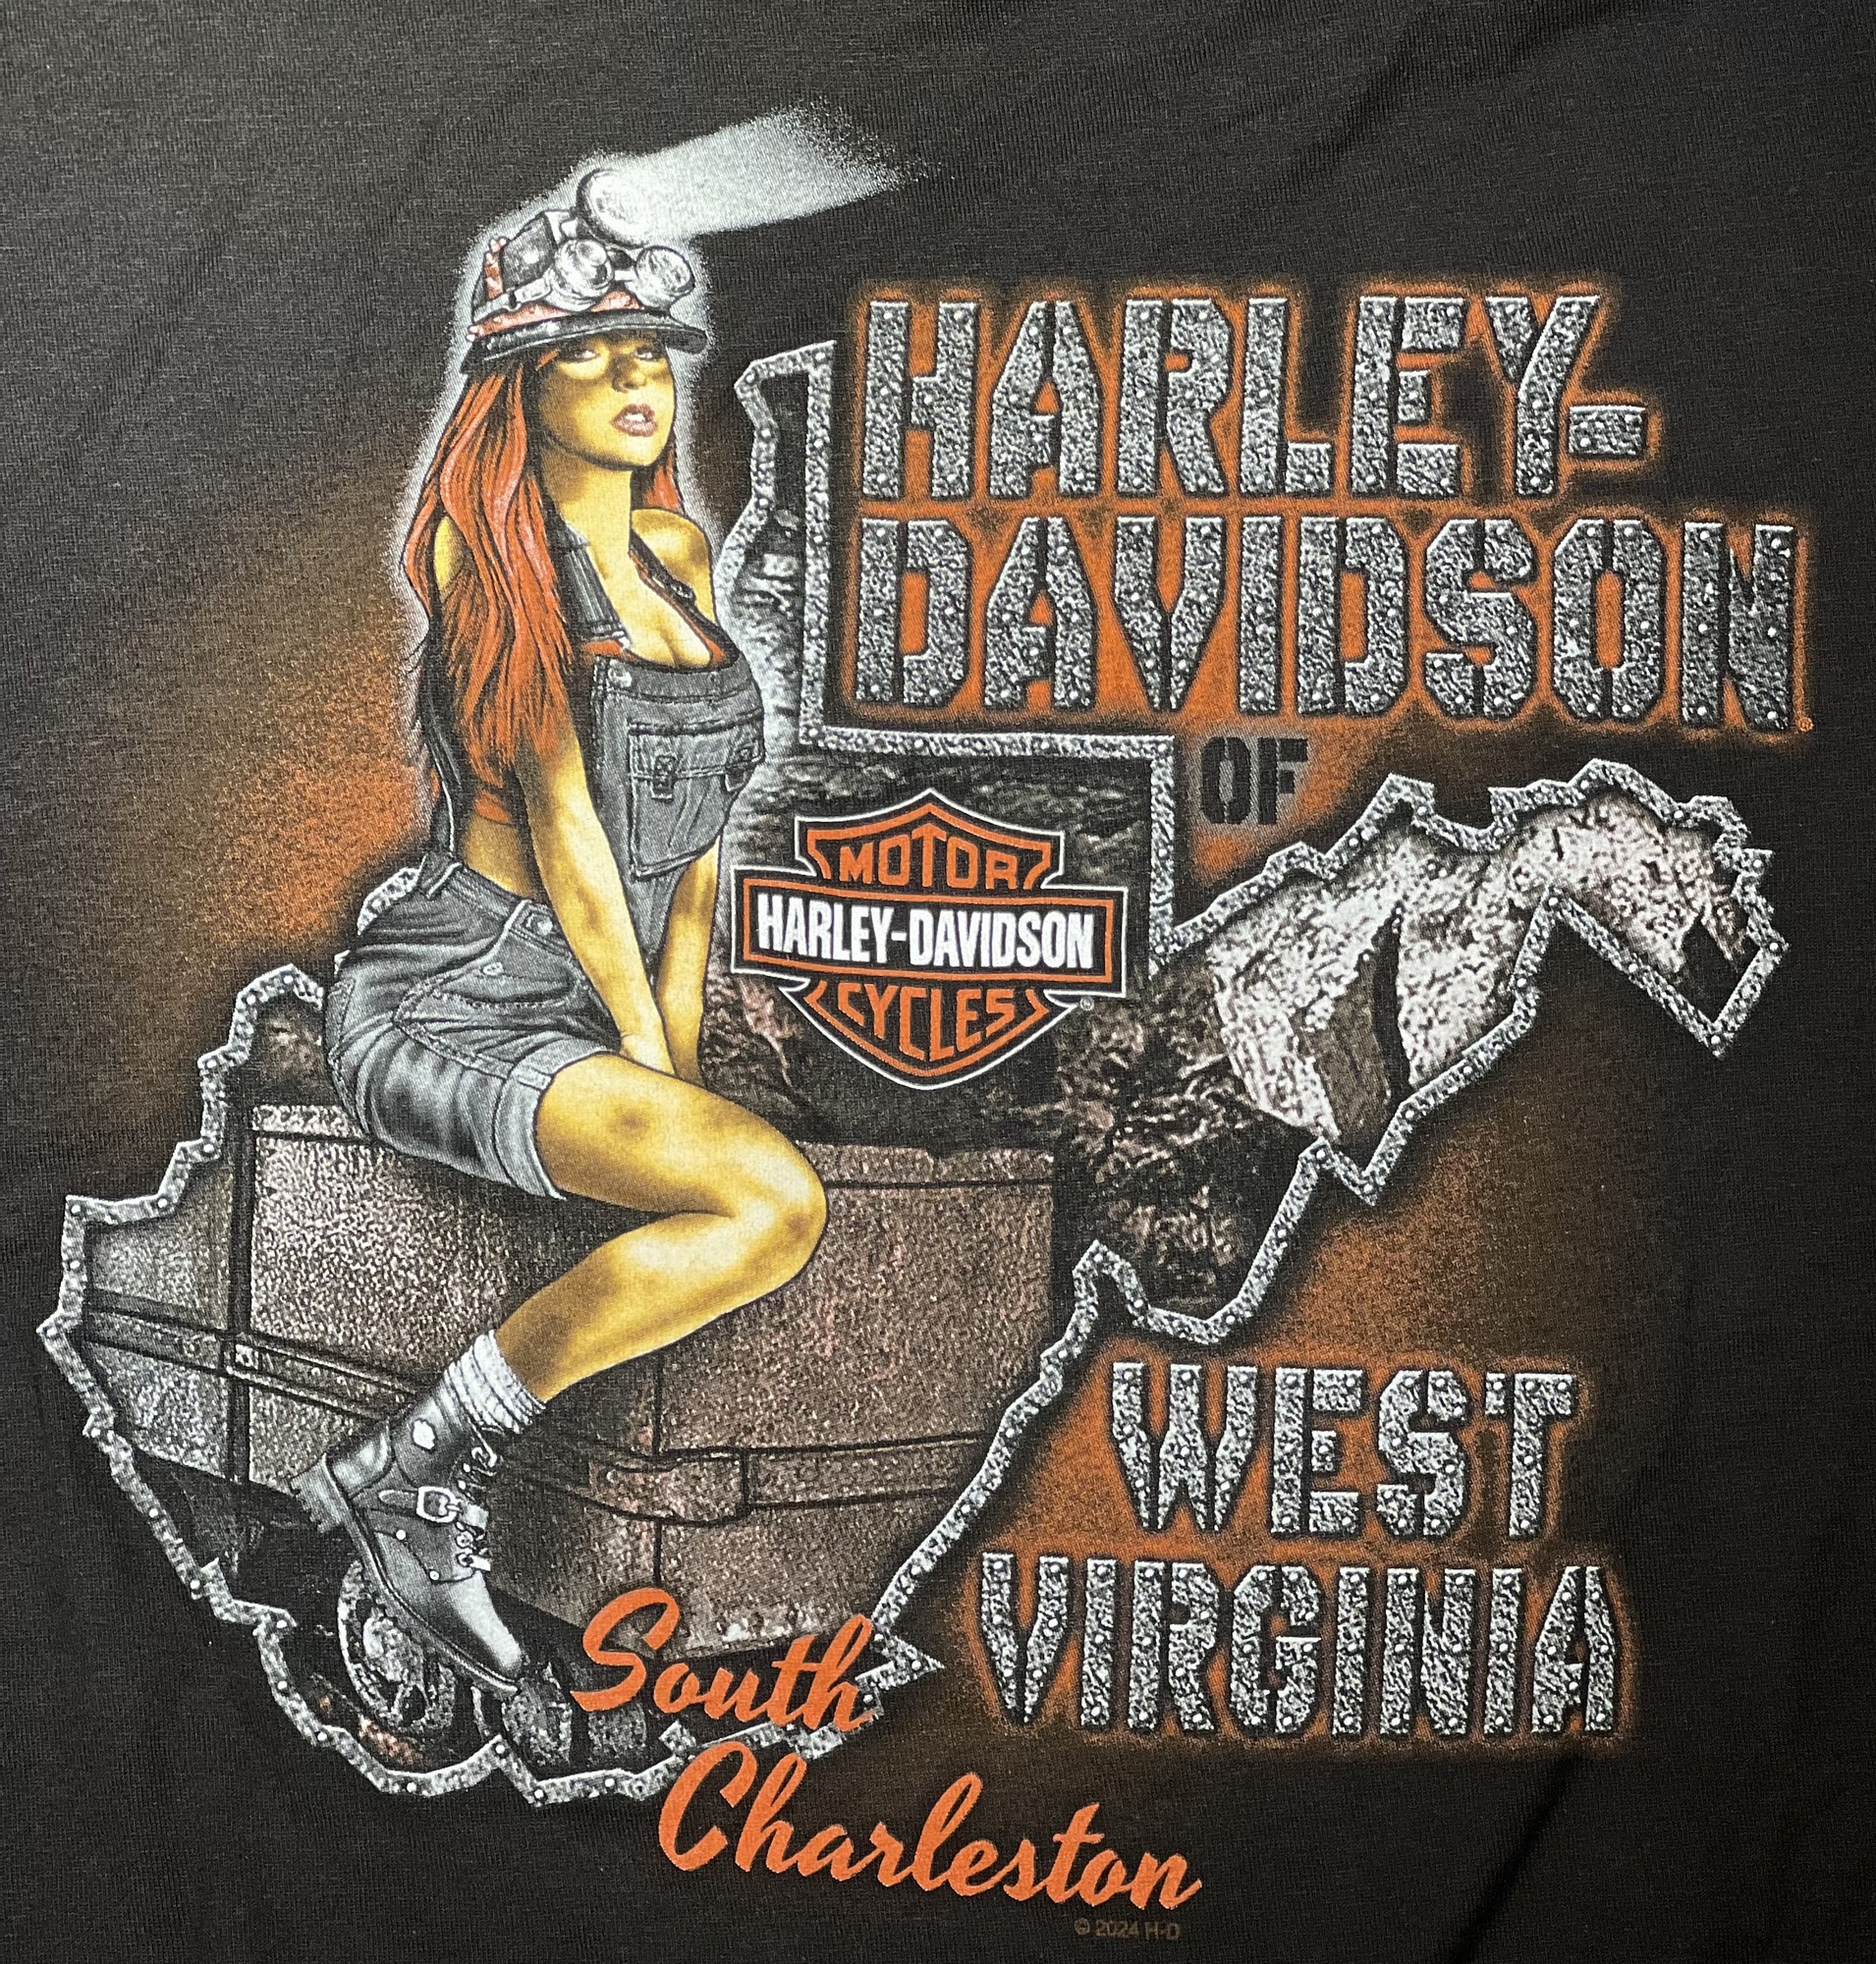 HARLEY-
DAVIDSON®
OF
MOTOR
HARLEY-DAVIDSON
CYCLES®
WEST
VIRGINIA
South
Charleston
© 2024 H-D